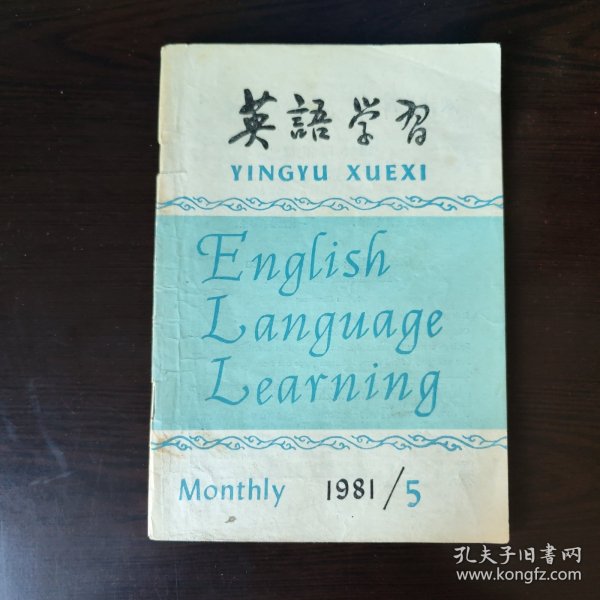 英語学習
YINGYU XUEXI
English
Language
Learning
Monthly 1981/5
孔夫子旧書网
www.kongfz.com